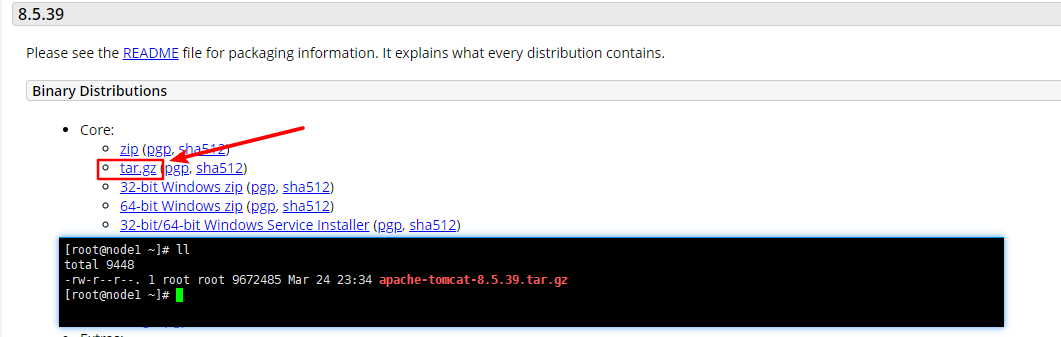 8.5.39
Please see the README file for packaging information. It explains what every distribution contains.
Binary Distributions
Core:
zip (pgp, sha512)
tar.gz (pgp, sha512)
32-bit Windows zip (pgp, sha512)
64-bit Windows zip (pgp, sha512)
32-bit/64-bit Windows Service Installer (pgp, sha512)
[root@node1 ~]# ll
total 9448
-rw-r--r--. 1 root root 9672485 Mar 24 23:34 apache-tomcat-8.5.39.tar.gz
[root@node1 ~]#